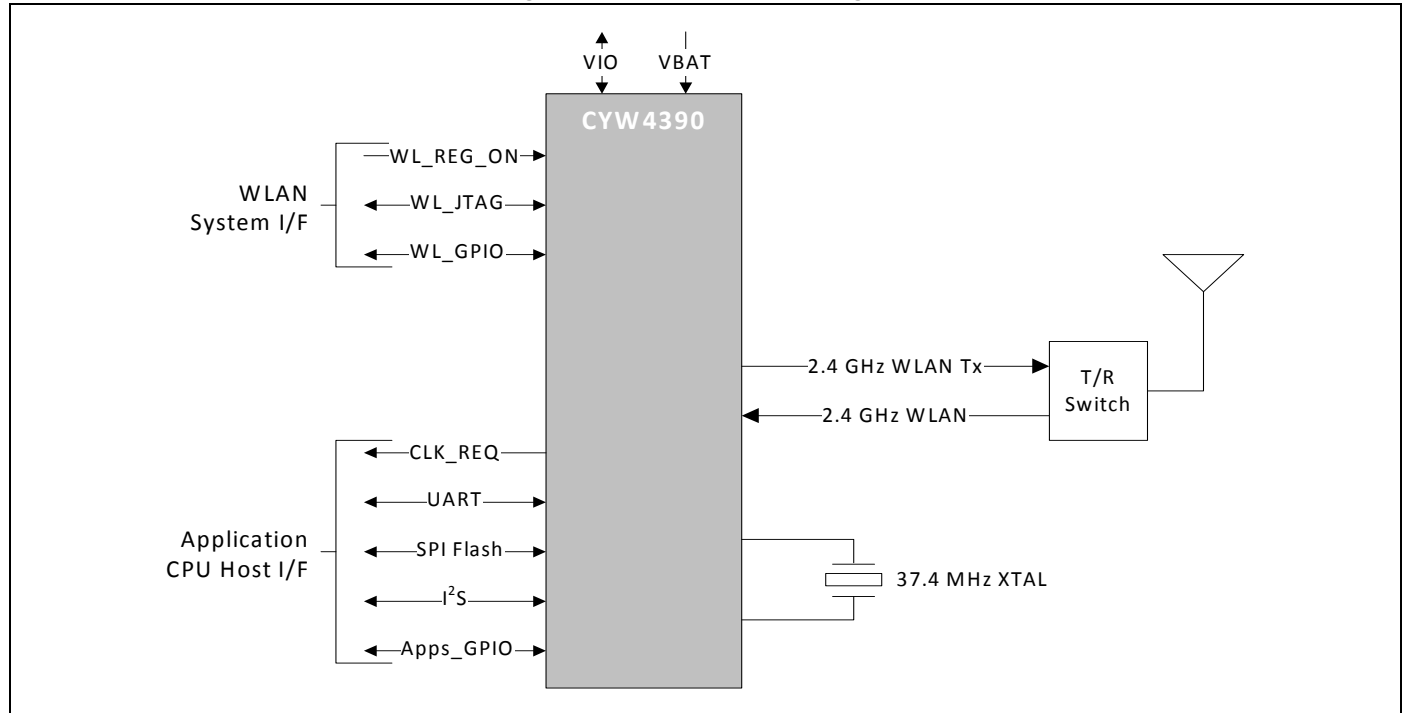 VIO VBAT
CYW4390
WL_REG_ON
WLAN
System I/F
WL_JTAG
WL_GPIO
2.4 GHz WLAN Tx
T/R
Switch
2.4 GHz WLAN
CLK_REQ
UART
Application
CPU Host I/F
SPI Flash
I²S
Apps_GPIO
37.4 MHz XTAL